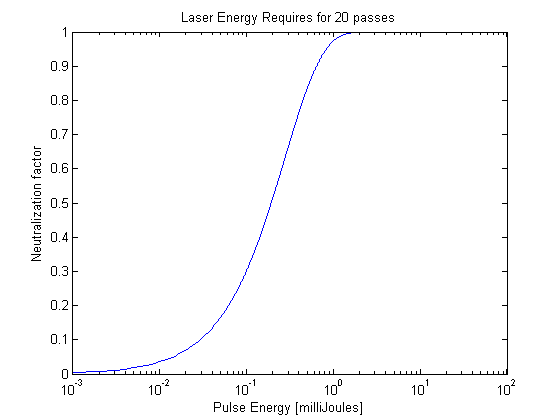 Laser Energy Requires for 20 passes
1
0.9
0.8
0.7
0.6
0.5
0.4
0.3
0.2
0.1
0
Neutralization factor
10^-3 10^-2 10^-1 10^0 10^1 10^2
Pulse Energy [milliJoules]